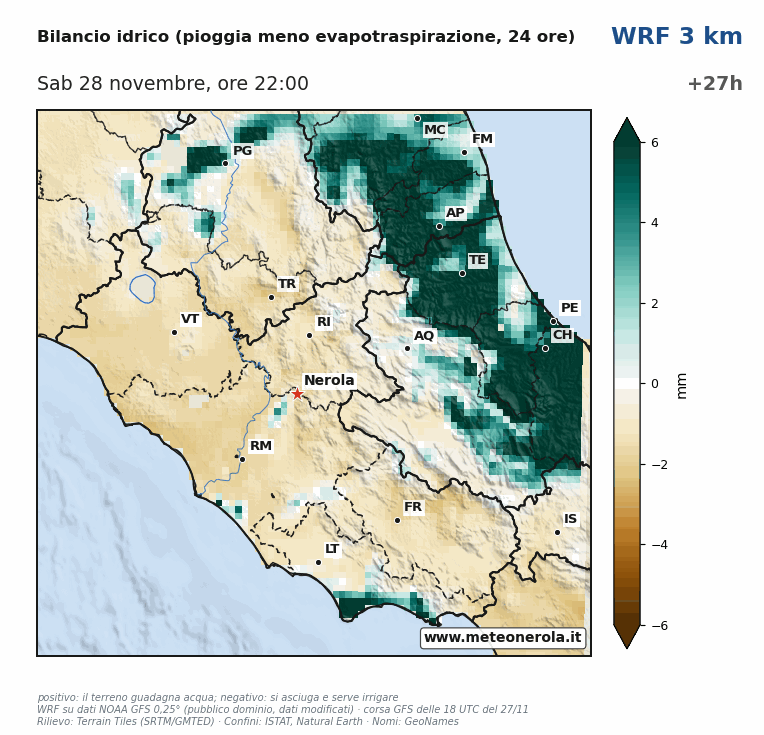 Bilancio idrico (pioggia meno evapotraspirazione, 24 ore)
WRF 3 km
Sab 28 novembre, ore 22:00
+27h
MC
FM
PG
AP
TE
TR
PE
VT
RI
AQ
CH
Nerola
RM
FR
IS
LT
www.meteonerola.it
6
4
2
0
−2
−4
−6
mm
positivo: il terreno guadagna acqua; negativo: si asciuga e serve irrigare
WRF su dati NOAA GFS 0,25° (pubblico dominio, dati modificati) · corsa GFS delle 18 UTC del 27/11
Rilievo: Terrain Tiles (SRTM/GMTED) · Confini: ISTAT, Natural Earth · Nomi: GeoNames